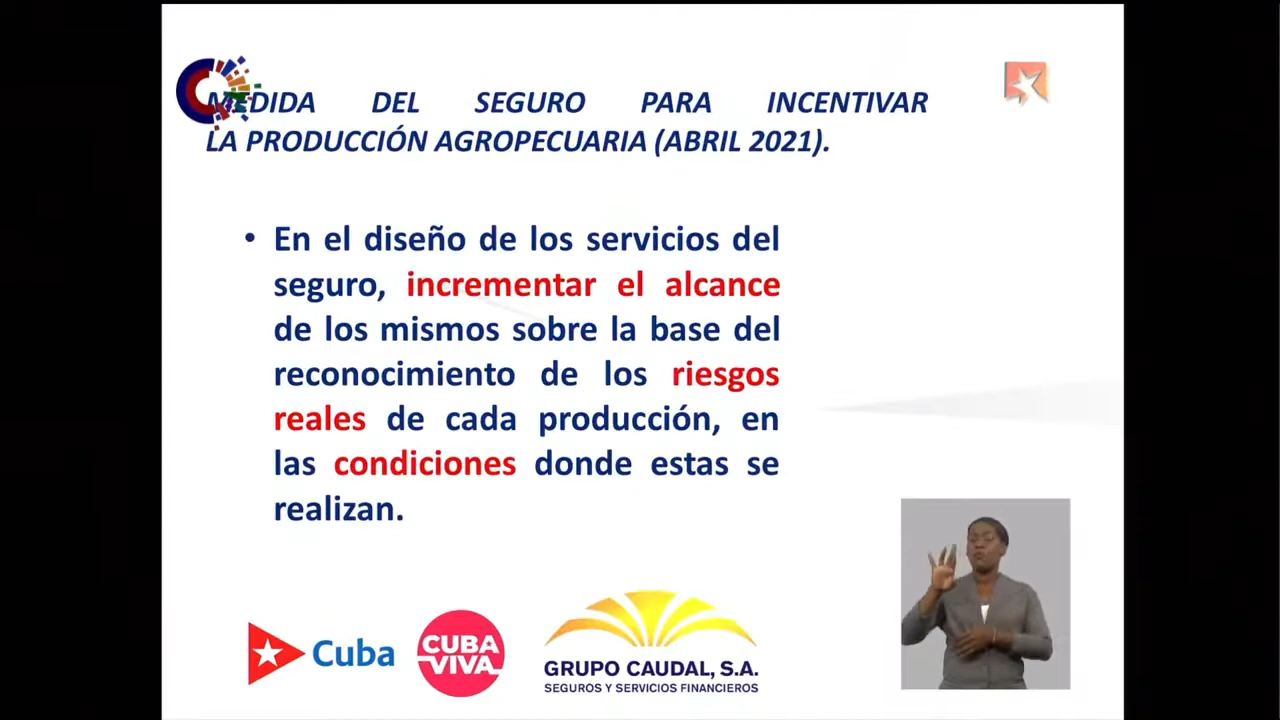 MEDIDA DEL SEGURO PARA INCENTIVAR
LA PRODUCCIÓN AGROPECUARIA (ABRIL 2021).
• En el diseño de los servicios del
seguro, incrementar el alcance
de los mismos sobre la base del
reconocimiento de los riesgos
reales de cada producción, en
las condiciones donde estas se
realizan.
Cuba
CUBA
VIVA
GRUPO CAUDAL, S.A.
SEGUROS Y SERVICIOS FINANCIEROS